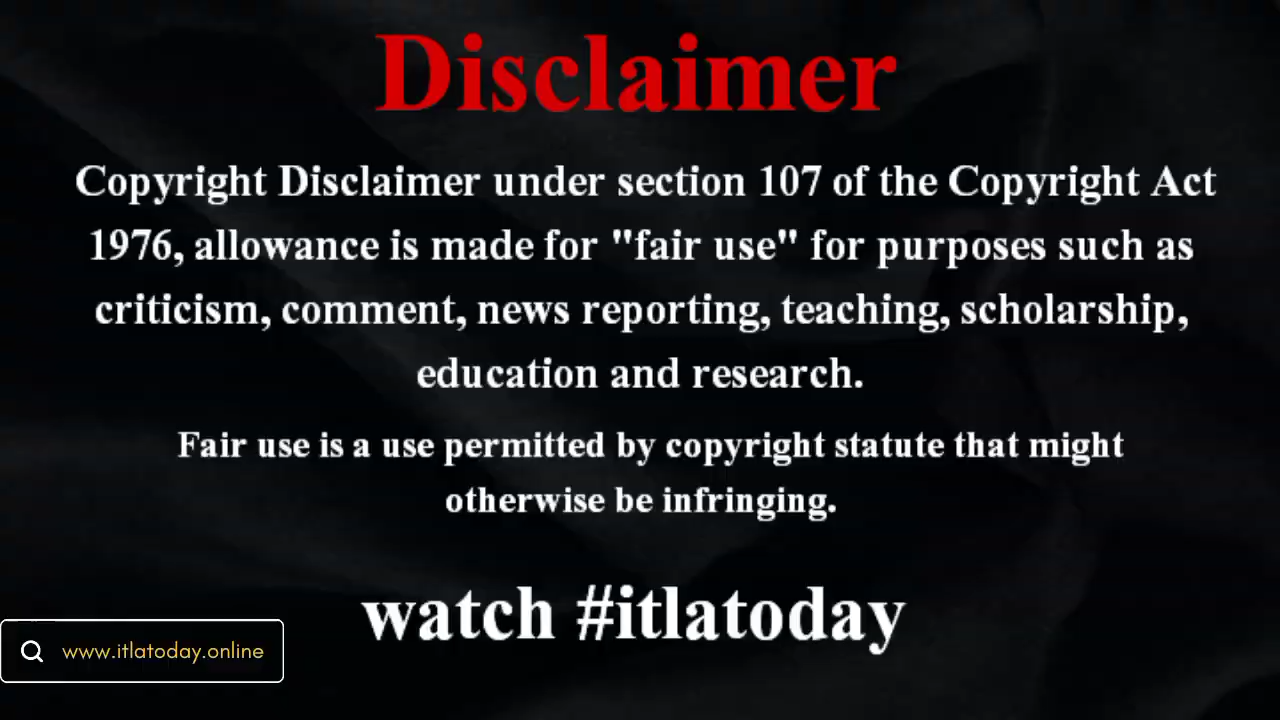 Disclaimer
Copyright Disclaimer under section 107 of the Copyright Act
1976, allowance is made for "fair use" for purposes such as
criticism, comment, news reporting, teaching, scholarship,
education and research.
Fair use is a use permitted by copyright statute that might
otherwise be infringing.
watch #itlatoday
www.itlatoday.online